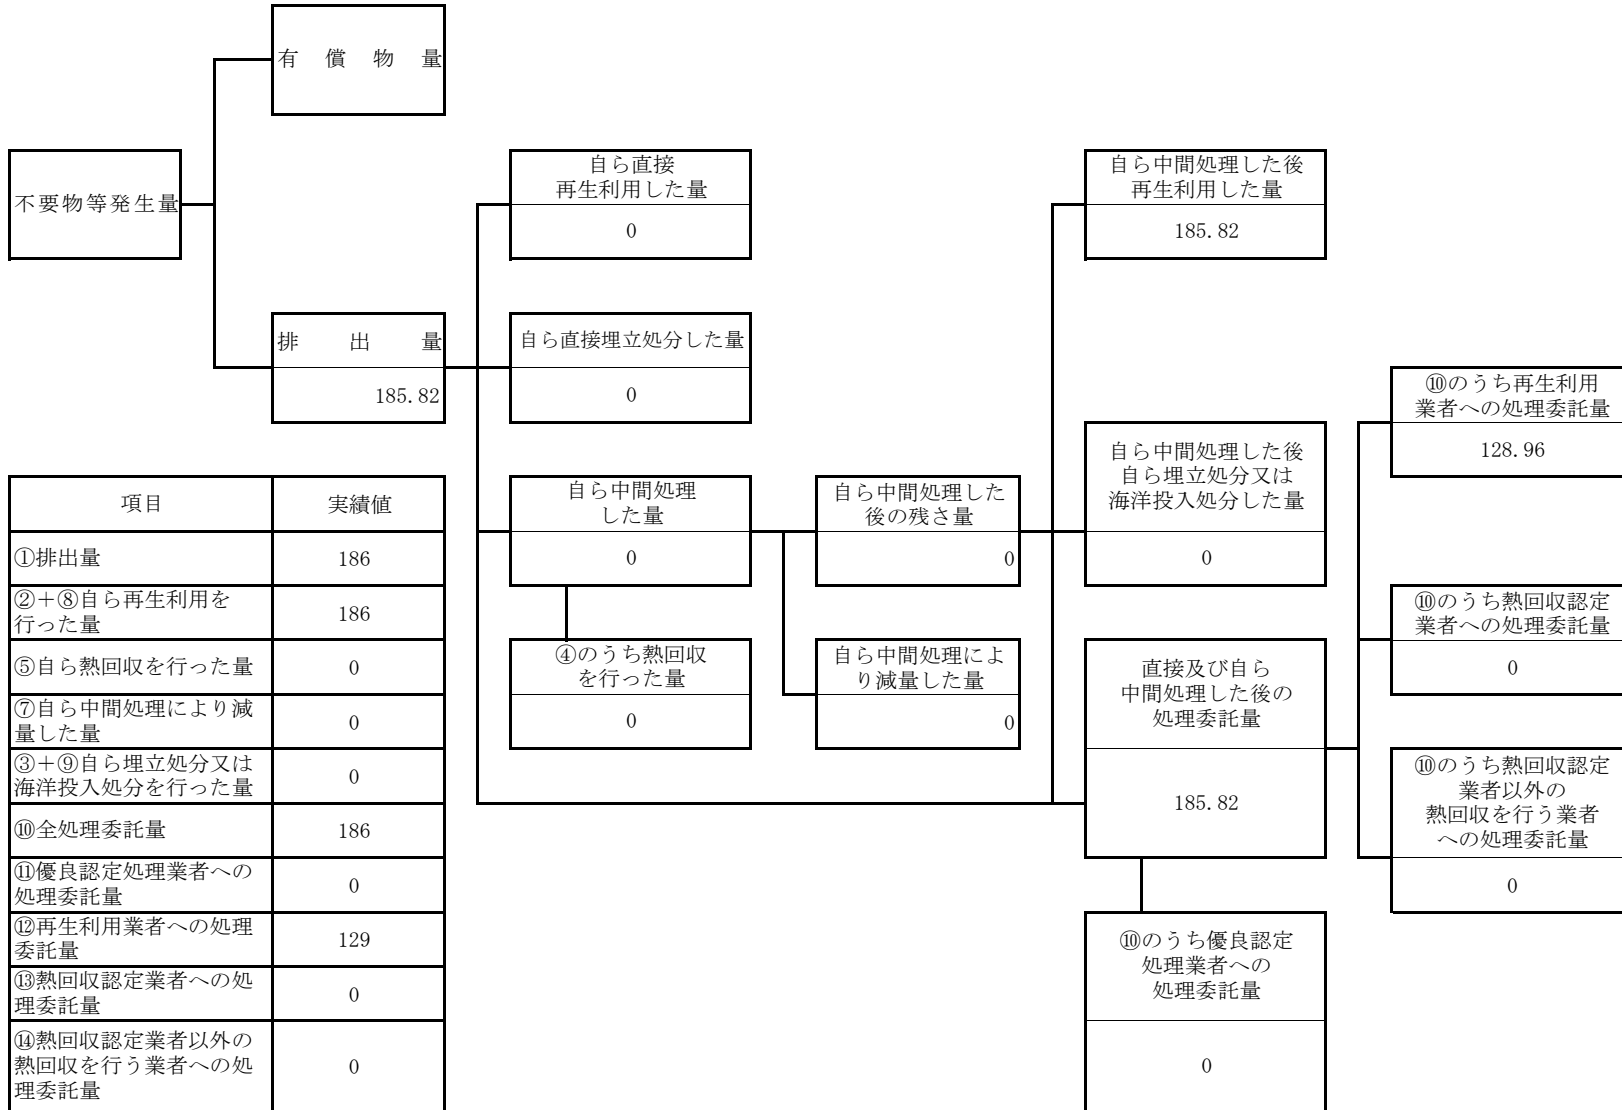 有償物量
不要物等発生量
排出量
185.82
自ら直接
再生利用した量
0
自ら直接埋立処分した量
0
自ら中間処理
した量
0
④のうち熱回収
を行った量
0
自ら中間処理した
後の残さ量
0
自ら中間処理によ
り減量した量
0
自ら中間処理した後
再生利用した量
185.82
自ら中間処理した後
自ら埋立処分又は
海洋投入処分した量
0
直接及び自ら
中間処理した後の
処理委託量
185.82
⑩のうち優良認定
処理業者への
処理委託量
0
⑩のうち再生利用
業者への処理委託量
128.96
⑩のうち熱回収認定
業者への処理委託量
0
⑩のうち熱回収認定
業者以外の
熱回収を行う業者
への処理委託量
0
項目 実績値
①排出量 186
②+⑧自ら再生利用を
行った量 186
⑤自ら熱回収を行った量 0
⑦自ら中間処理により減
量した量 0
③+⑨自ら埋立処分又は
海洋投入処分を行った量 0
⑩全処理委託量 186
⑪優良認定処理業者への
処理委託量 0
⑫再生利用業者への処理
委託量 129
⑬熱回収認定業者への処
理委託量 0
⑭熱回収認定業者以外の
熱回収を行う業者への処
理委託量 0